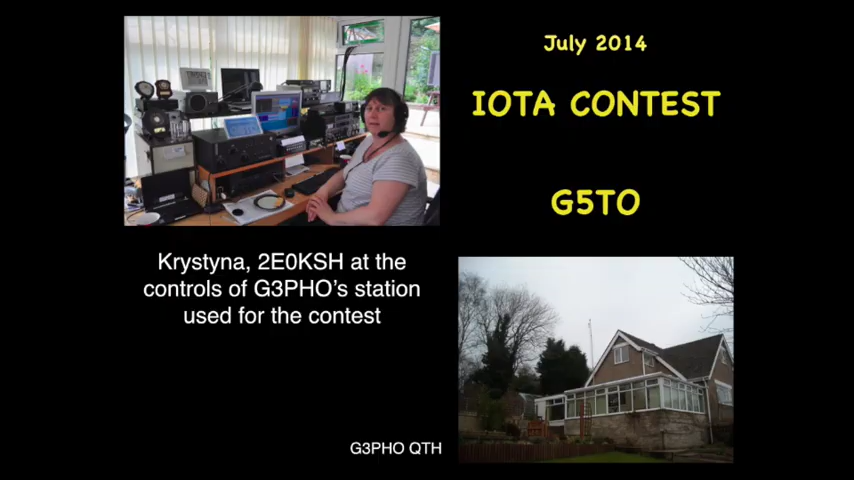 July 2014
IOTA CONTEST
G5TO
Krystyna, 2E0KSH at the
controls of G3PHO's station
used for the contest
G3PHO QTH